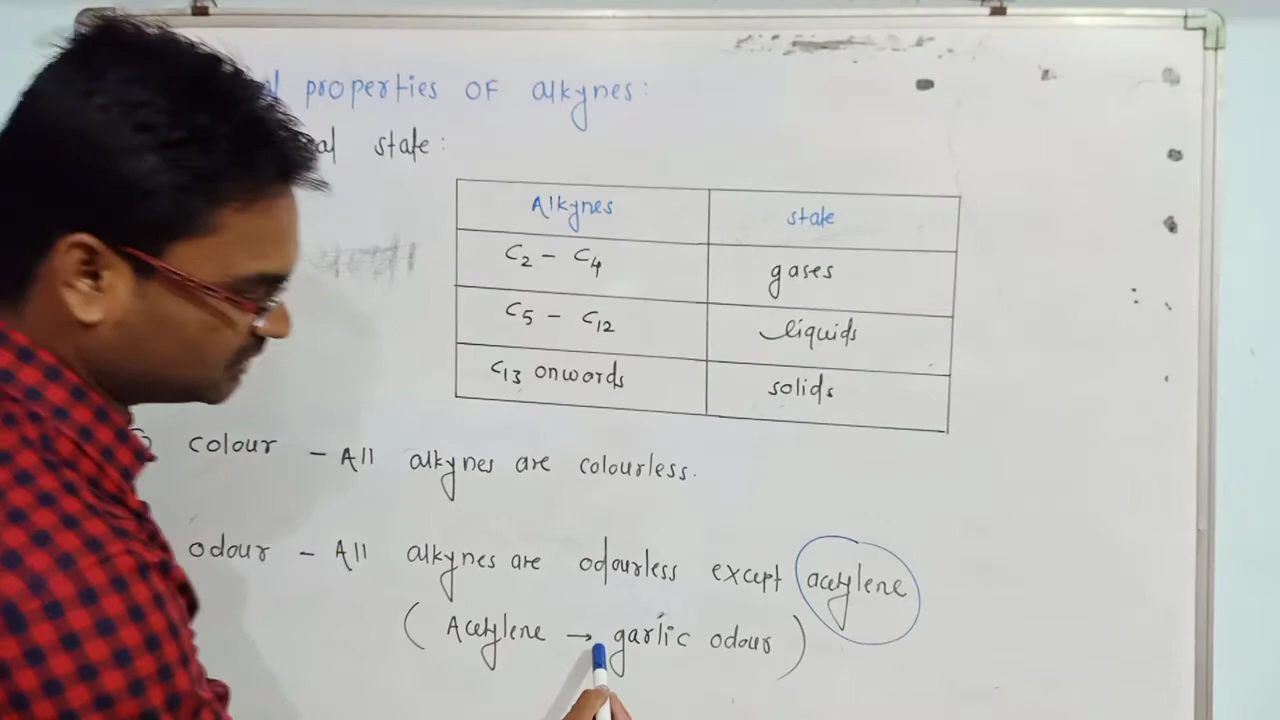 properties OF alkynes:
state:
Alkynes state
C2 - C4 gases
C5 - C12 liquids
C13 onwords solids
colour - All alkynes are colourless.
odour - All alkynes are odourless except acetylene
( Acetylene → garlic odour )